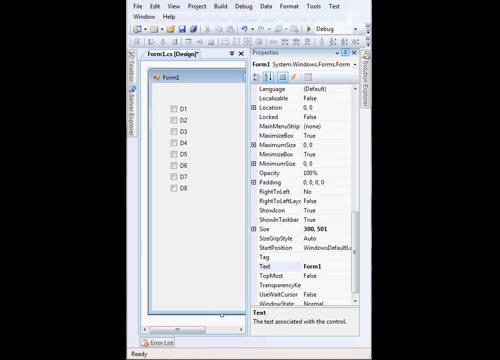 File Edit View Project Build Debug Data Format Tools Test
Window Help
Debug
Form1.cs [Design]*
Toolbox
Server Explorer
Form1
D1
D2
D3
D4
D5
D6
D7
D8
Properties
Form1 System.Windows.Forms.Form
Language (Default)
Localizable False
Location 0, 0
Locked False
MainMenuStrip (none)
MaximizeBox True
MaximumSize 0, 0
MinimizeBox True
MinimumSize 0, 0
Opacity 100%
Padding 0, 0, 0, 0
RightToLeft No
RightToLeftLayo False
ShowIcon True
ShowInTaskbar True
Size 300, 501
SizeGripStyle Auto
StartPosition WindowsDefaultLo
Tag
Text Form1
TopMost False
TransparencyKe
UseWaitCursor False
WindowState Normal
Text
The text associated with the control.
Solution Explorer
Error List
Ready